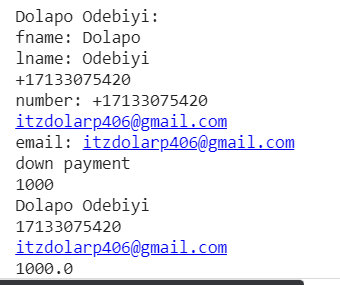 Dolapo Odebiyi:
fname: Dolapo
lname: Odebiyi
+17133075420
number: +17133075420
itzdolarp406@gmail.com
email: itzdolarp406@gmail.com
down payment
1000
Dolapo Odebiyi
17133075420
itzdolarp406@gmail.com
1000.0